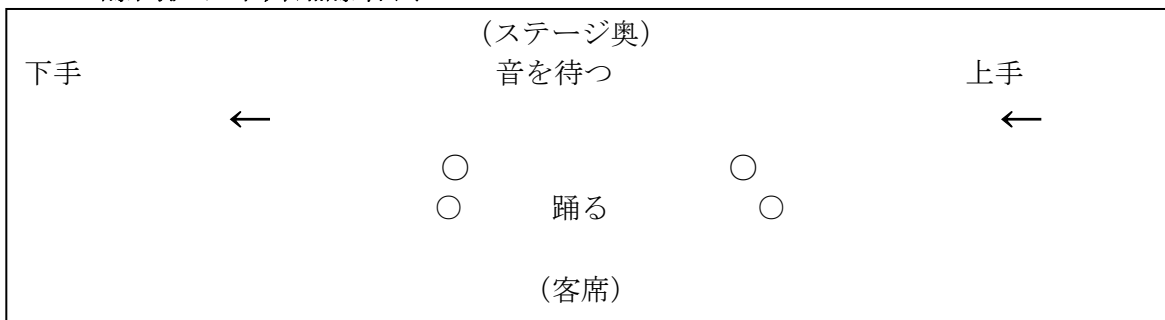 (ステージ奥)
下手 音を待つ 上手
← ←
○ ○
○ 踊る ○
(客席)